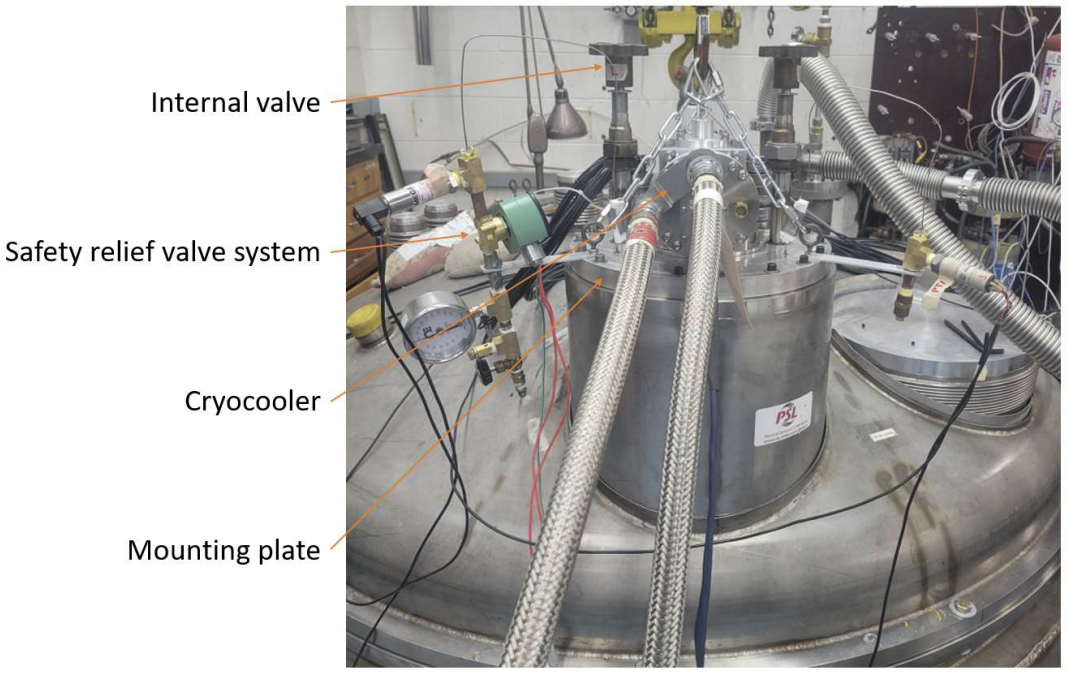 Internal valve
Safety relief valve system
Cryocooler
Mounting plate
PSL